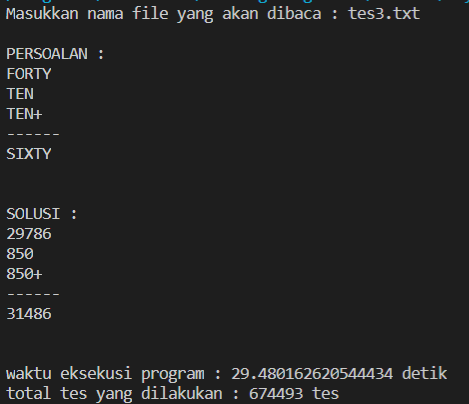 Masukkan nama file yang akan dibaca : tes3.txt
PERSOALAN :
FORTY
TEN
TEN+
------
SIXTY
SOLUSI :
29786
850
850+
------
31486
waktu eksekusi program : 29.480162620544434 detik
total tes yang dilakukan : 674493 tes